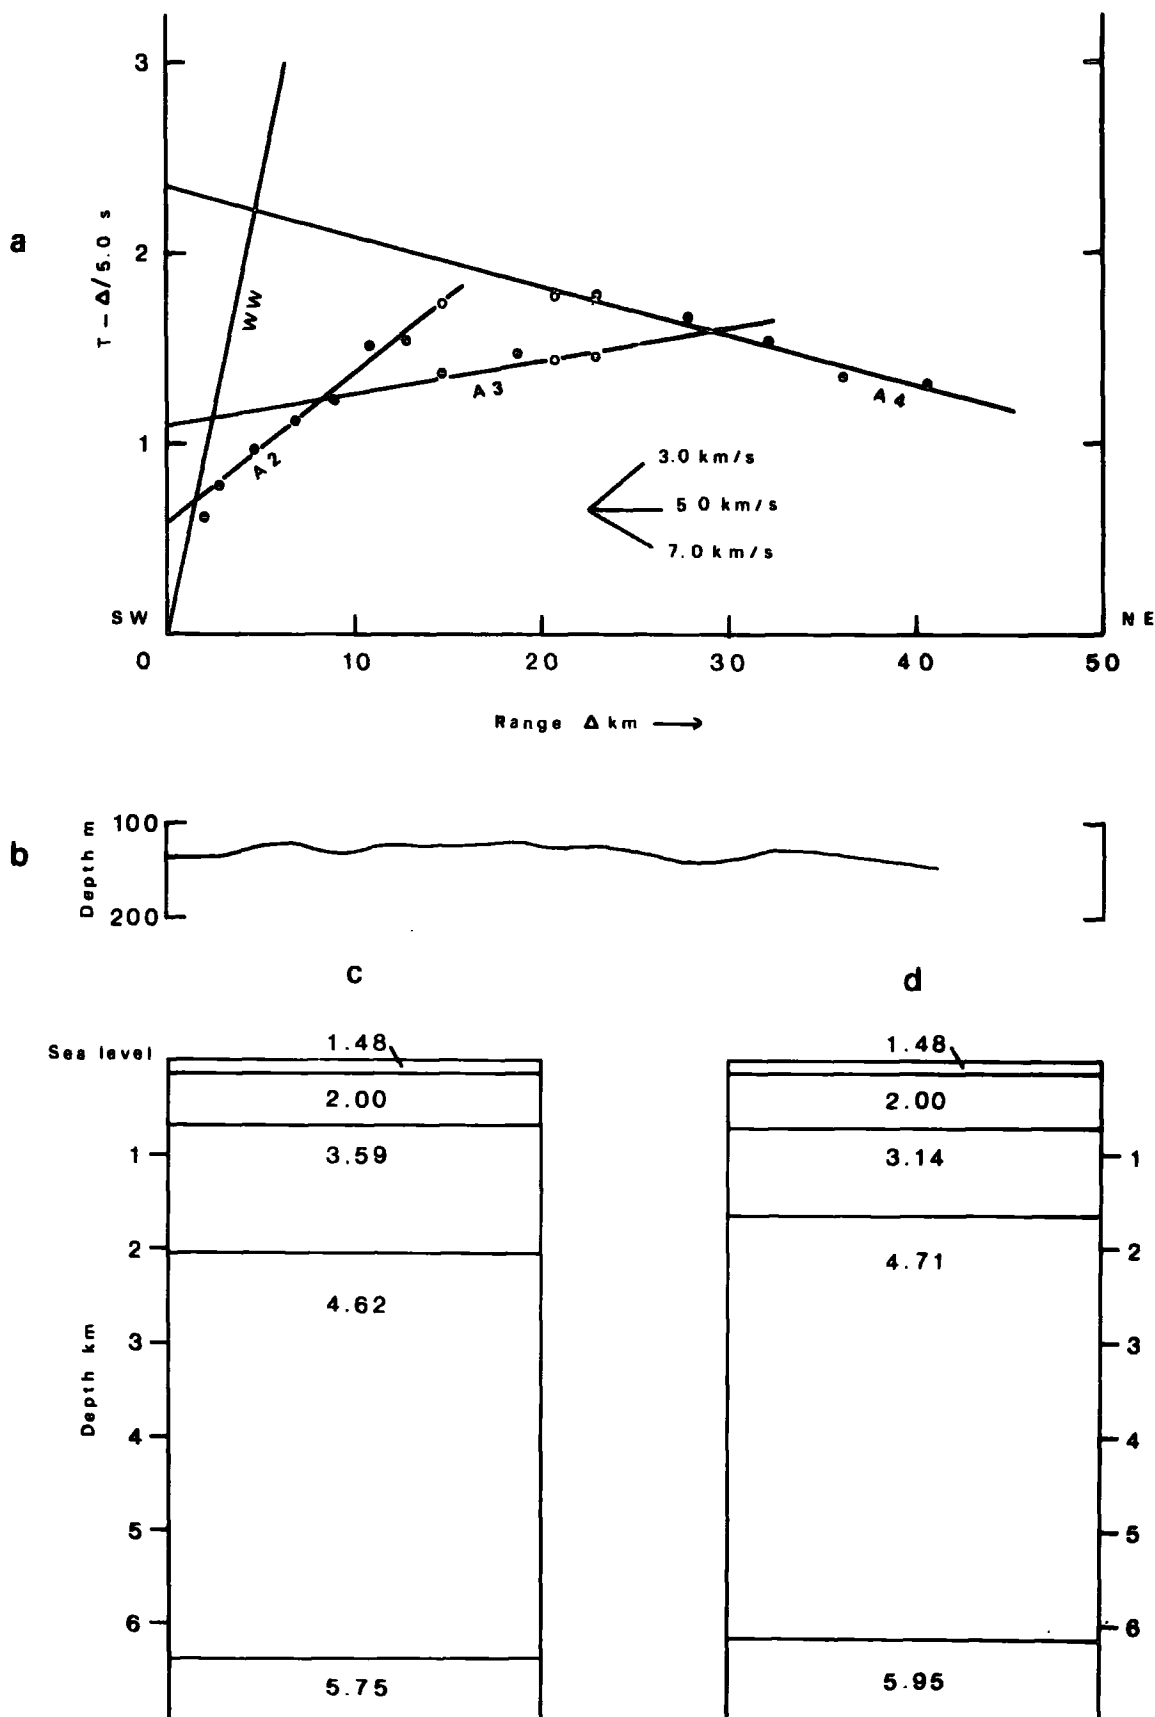 a
T - Δ/5.0 s
3
2
1
WW
A 2
A 3
A 4
3.0 km/s
5 0 km/s
7.0 km/s
SW
NE
0 10 20 30 40 50
Range Δ km
b
Depth m
100
200
c
d
Sea level
Depth km
1
2
3
4
5
6
1.48
2.00
3.59
4.62
5.75
1.48
2.00
3.14
4.71
5.95
1
2
3
4
5
6